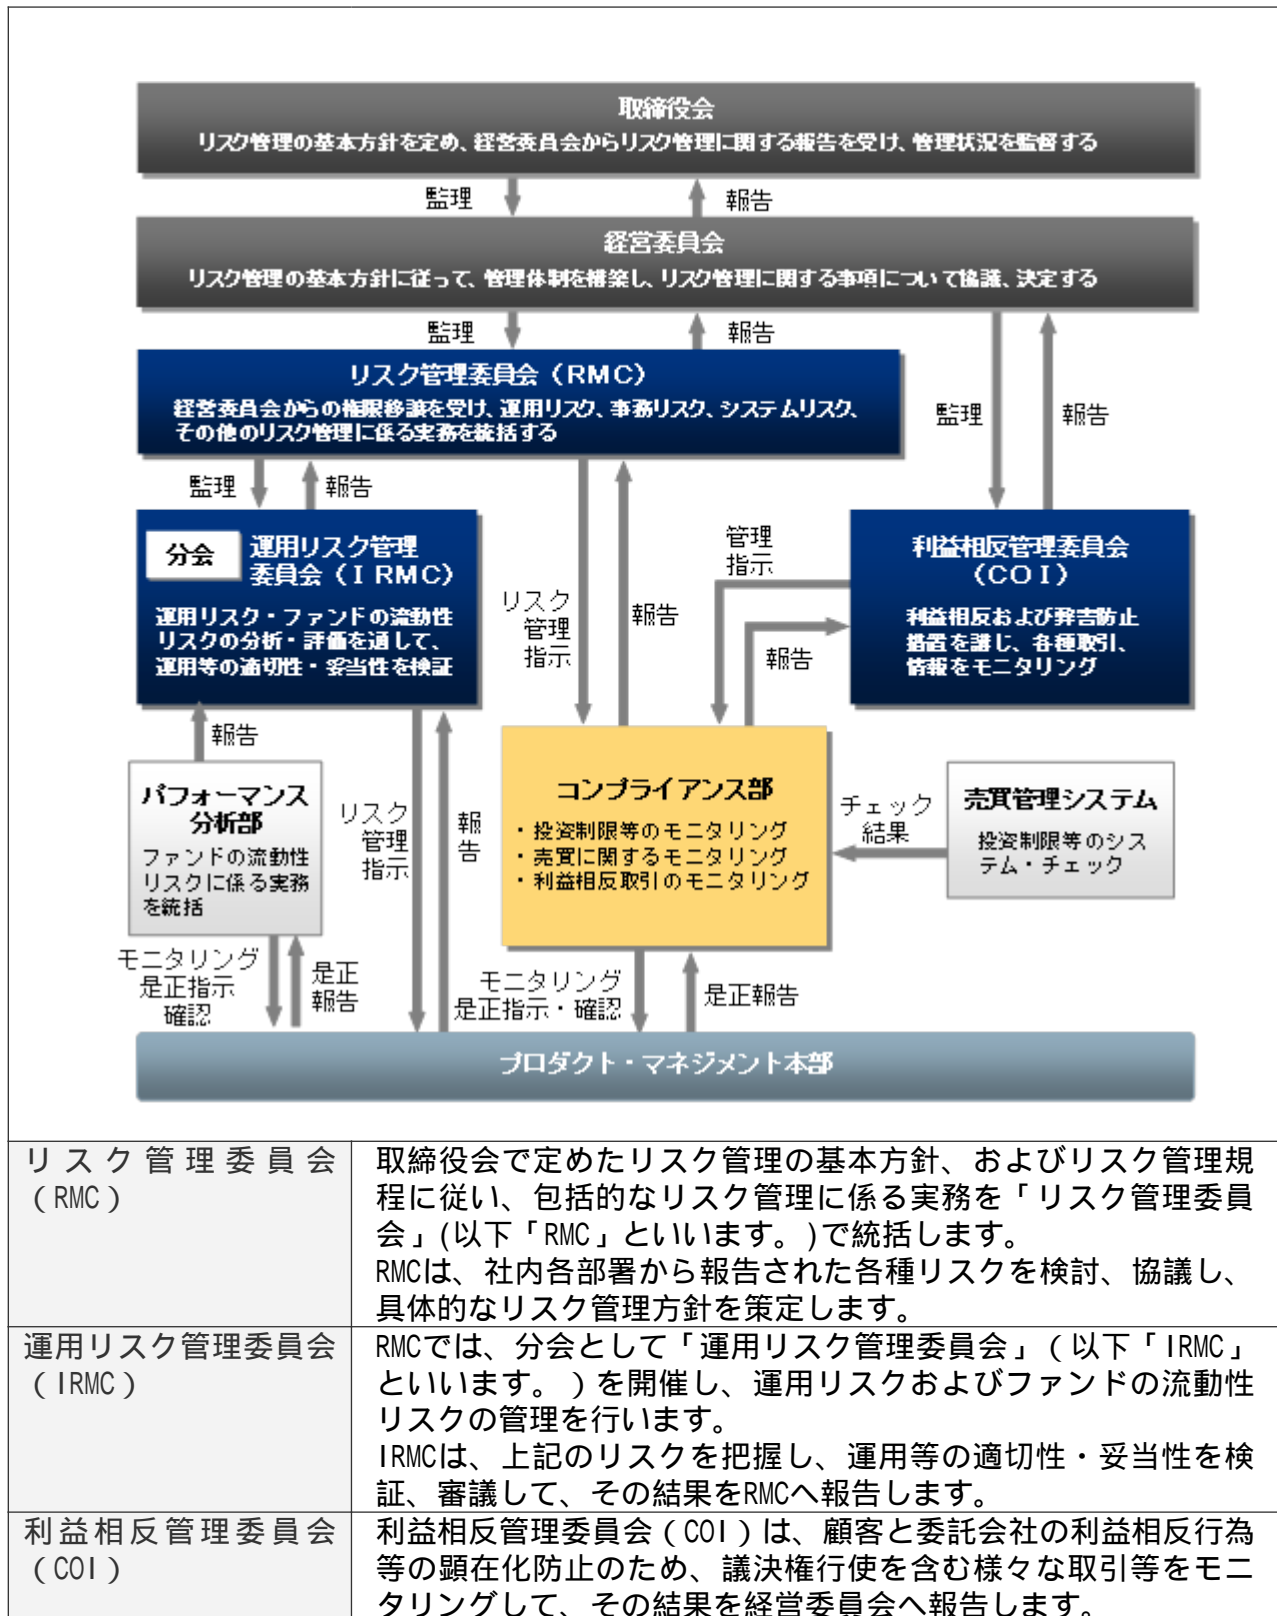 取締役会
リスク管理の基本方針を定め、経営委員会からリスク管理に関する報告を受け、管理状況を監督する
監理
報告
経営委員会
リスク管理の基本方針に従って、管理体制を構築し、リスク管理に関する事項について協議、決定する
監理
報告
リスク管理委員会（RMC）
経営委員会からの権限移譲を受け、運用リスク、事務リスク、システムリスク、
その他のリスク管理に係る実務を統括する
監理
報告
監理
報告
分会
運用リスク管理
委員会（IRMC）
運用リスク・ファンドの流動性
リスクの分析・評価を通して、
運用等の適切性・妥当性を検証
リスク
管理
指示
報告
管理
指示
報告
利益相反管理委員会
（COI）
利益相反および弊害防止
措置を講じ、各種取引、
情報をモニタリング
報告
パフォーマンス
分析部
ファンドの流動性
リスクに係る実務
を統括
リスク
管理
指示
報
告
コンプライアンス部
・投資制限等のモニタリング
・売買に関するモニタリング
・利益相反取引のモニタリング
チェック
結果
売買管理システム
投資制限等のシス
テム・チェック
モニタリング
是正指示
確認
是正
報告
モニタリング
是正指示・確認
是正報告
プロダクト・マネジメント本部
リスク管理委員会
（RMC）
取締役会で定めたリスク管理の基本方針、およびリスク管理規
程に従い、包括的なリスク管理に係る実務を「リスク管理委員
会」(以下「RMC」といいます。)で統括します。
RMCは、社内各部署から報告された各種リスクを検討、協議し、
具体的なリスク管理方針を策定します。
運用リスク管理委員会
（IRMC）
RMCでは、分会として「運用リスク管理委員会」（以下「IRMC」
といいます。）を開催し、運用リスクおよびファンドの流動性
リスクの管理を行います。
IRMCは、上記のリスクを把握し、運用等の適切性・妥当性を検
証、審議して、その結果をRMCへ報告します。
利益相反管理委員会
（COI）
利益相反管理委員会（COI）は、顧客と委託会社の利益相反行為
等の顕在化防止のため、議決権行使を含む様々な取引等をモニ
タリングして、その結果を経営委員会へ報告します。